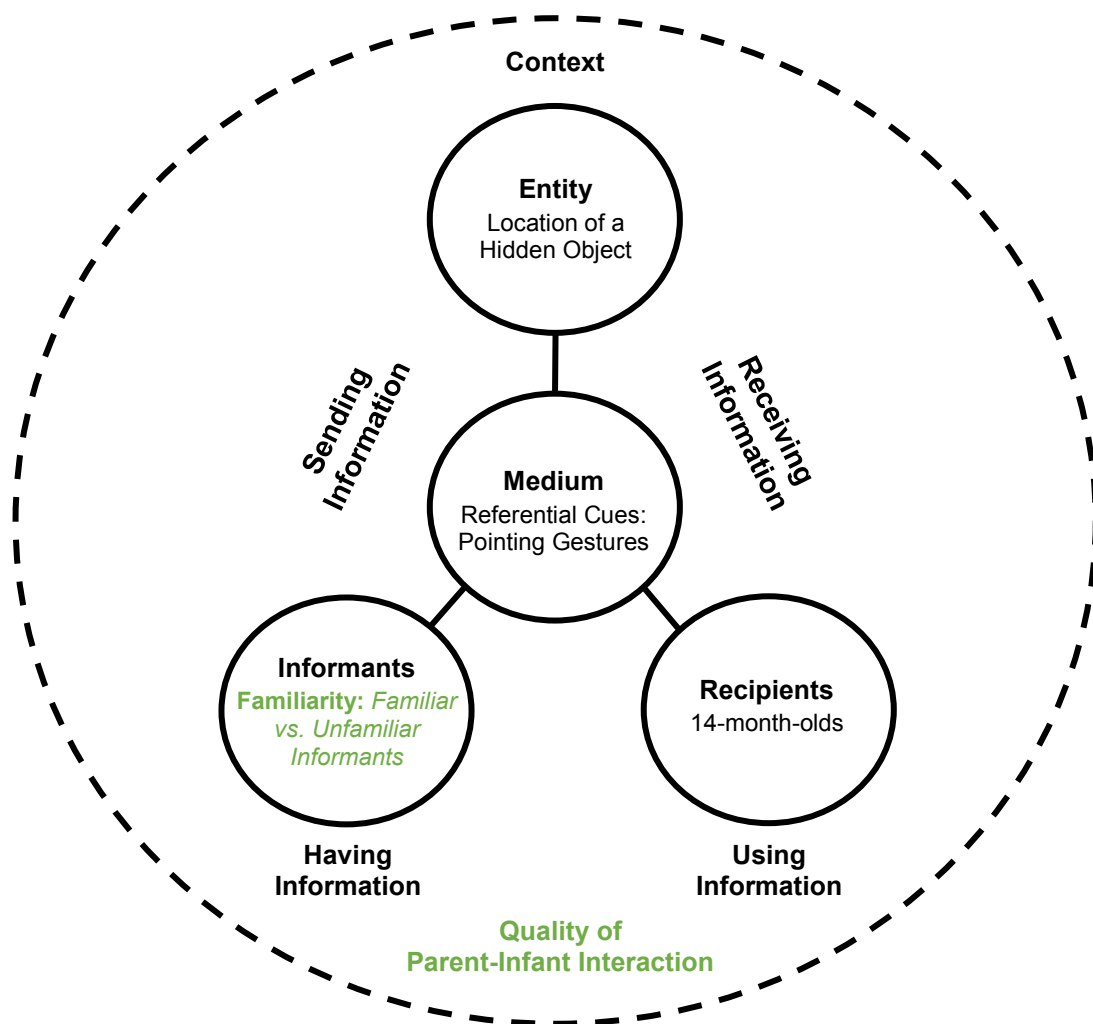 Context
Entity
Location of a
Hidden Object
Sending
Information
Receiving
Information
Medium
Referential Cues:
Pointing Gestures
Informants
Familiarity: Familiar
vs. Unfamiliar
Informants
Recipients
14-month-olds
Having
Information
Using
Information
Quality of
Parent-Infant Interaction